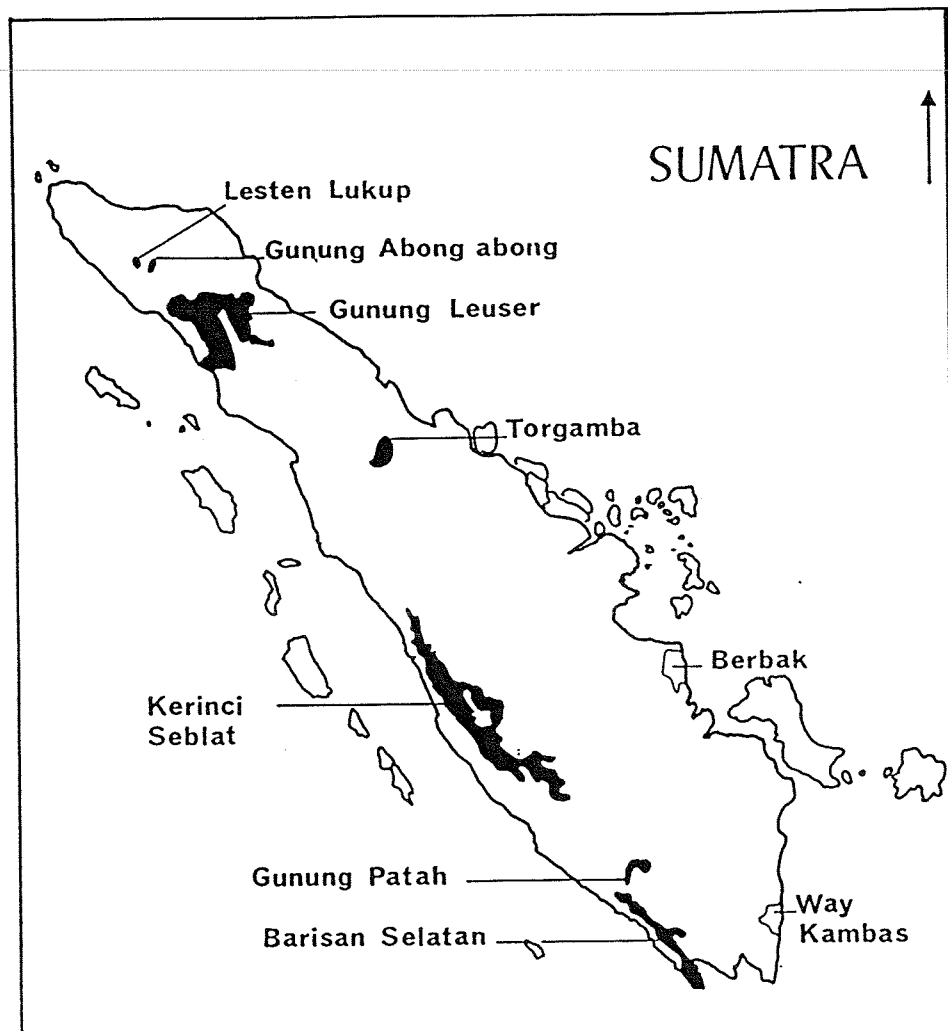 SUMATRA
Lesten Lukup
Gunung Abong abong
Gunung Leuser
Torgamba
Berbak
Kerinci
Seblat
Gunung Patah
Way
Kambas
Barisan Selatan